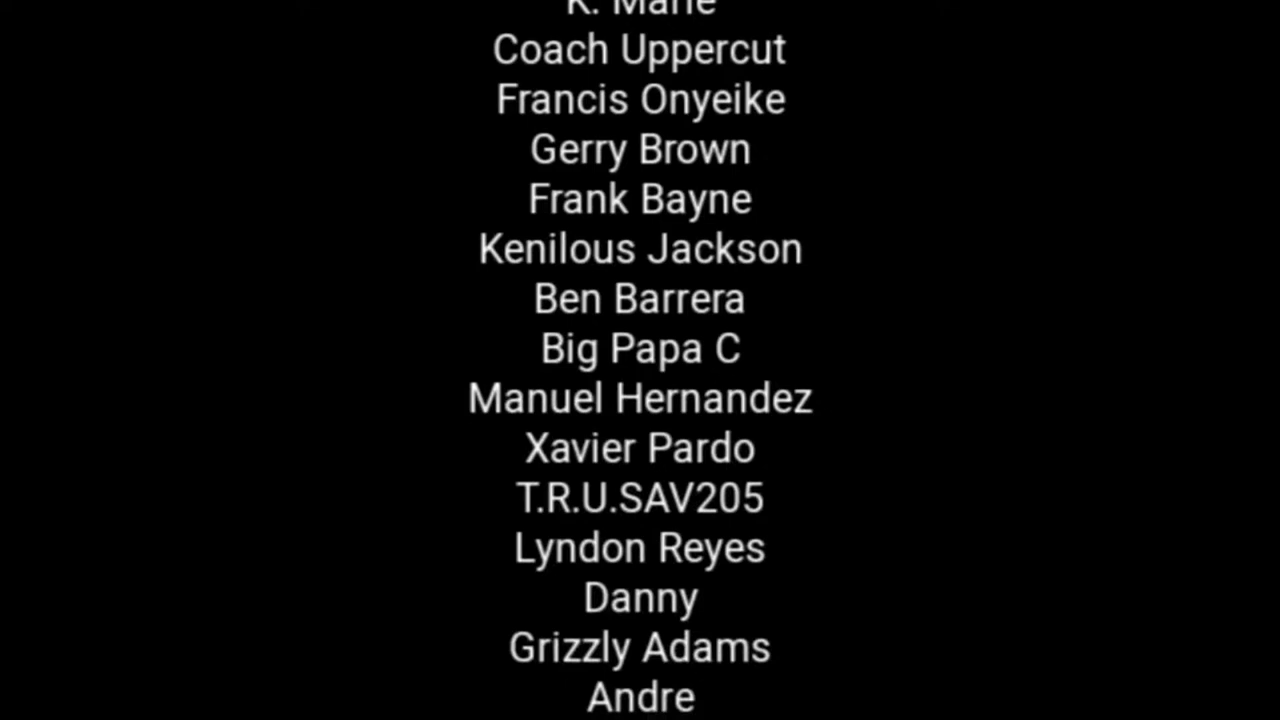 K. Marie
Coach Uppercut
Francis Onyeike
Gerry Brown
Frank Bayne
Kenilous Jackson
Ben Barrera
Big Papa C
Manuel Hernandez
Xavier Pardo
T.R.U.SAV205
Lyndon Reyes
Danny
Grizzly Adams
Andre